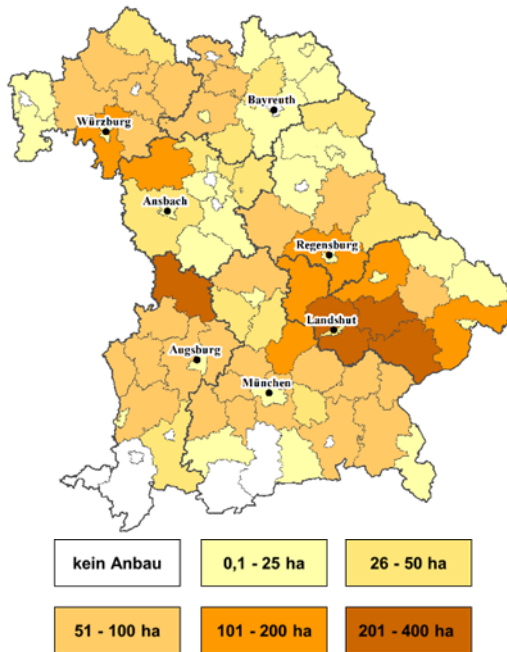 Bayreuth
Würzburg
Ansbach
Regensburg
Landshut
Augsburg
München
kein Anbau
0,1 - 25 ha
26 - 50 ha
51 - 100 ha
101 - 200 ha
201 - 400 ha